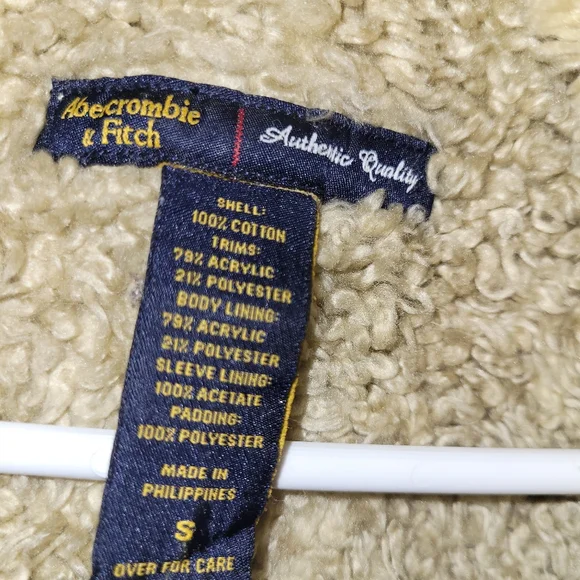 Abecrombie
& Fitch
Authentic Quality
SHELL:
100% COTTON
TRIMS:
79% ACRYLIC
21% POLYESTER
BODY LINING:
79% ACRYLIC
21% POLYESTER
SLEEVE LINING:
100% ACETATE
PADDING:
100% POLYESTER
MADE IN
PHILIPPINES
S
OVER FOR CARE